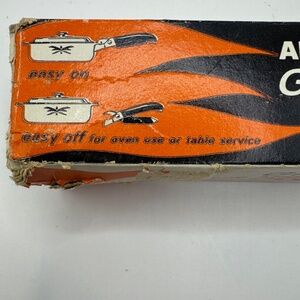 easy on
easy off for oven use or table service